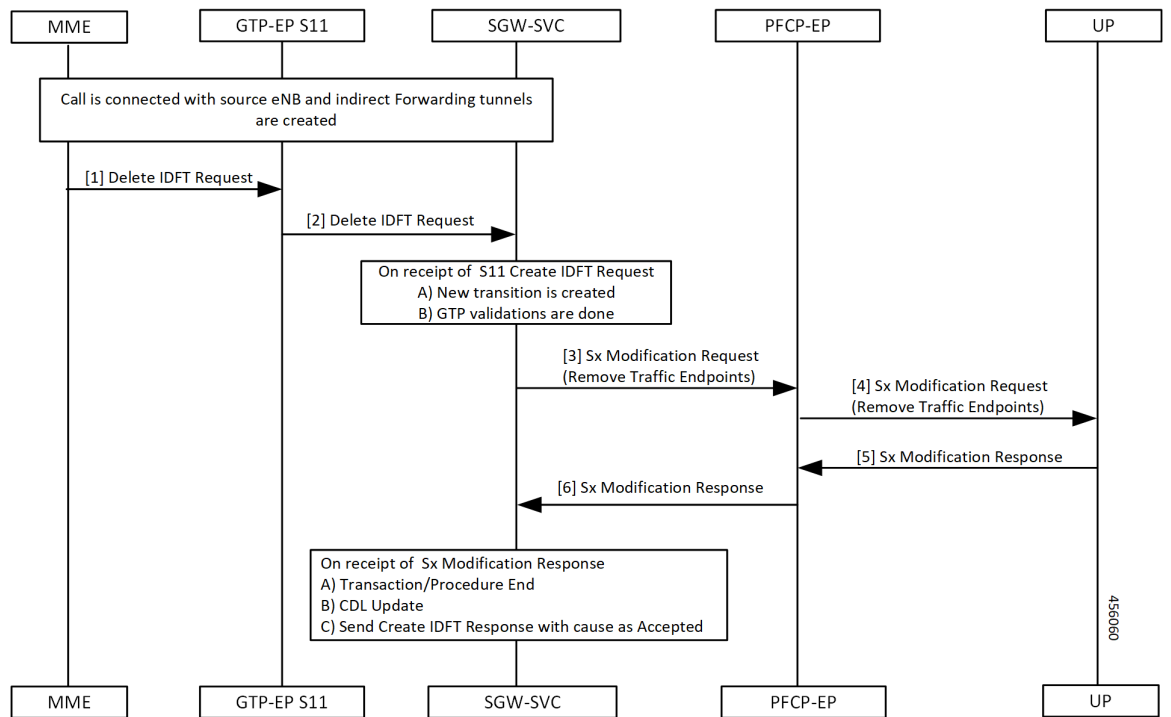 MME
GTP-EP S11
SGW-SVC
PFCP-EP
UP
Call is connected with source eNB and indirect Forwarding tunnels
are created
[1] Delete IDFT Request
[2] Delete IDFT Request
On receipt of S11 Create IDFT Request
A) New transition is created
B) GTP validations are done
[3] Sx Modification Request
(Remove Traffic Endpoints)
[4] Sx Modification Request
(Remove Traffic Endpoints)
[5] Sx Modification Response
[6] Sx Modification Response
On receipt of Sx Modification Response
A) Transaction/Procedure End
B) CDL Update
C) Send Create IDFT Response with cause as Accepted
456060
MME
GTP-EP S11
SGW-SVC
PFCP-EP
UP